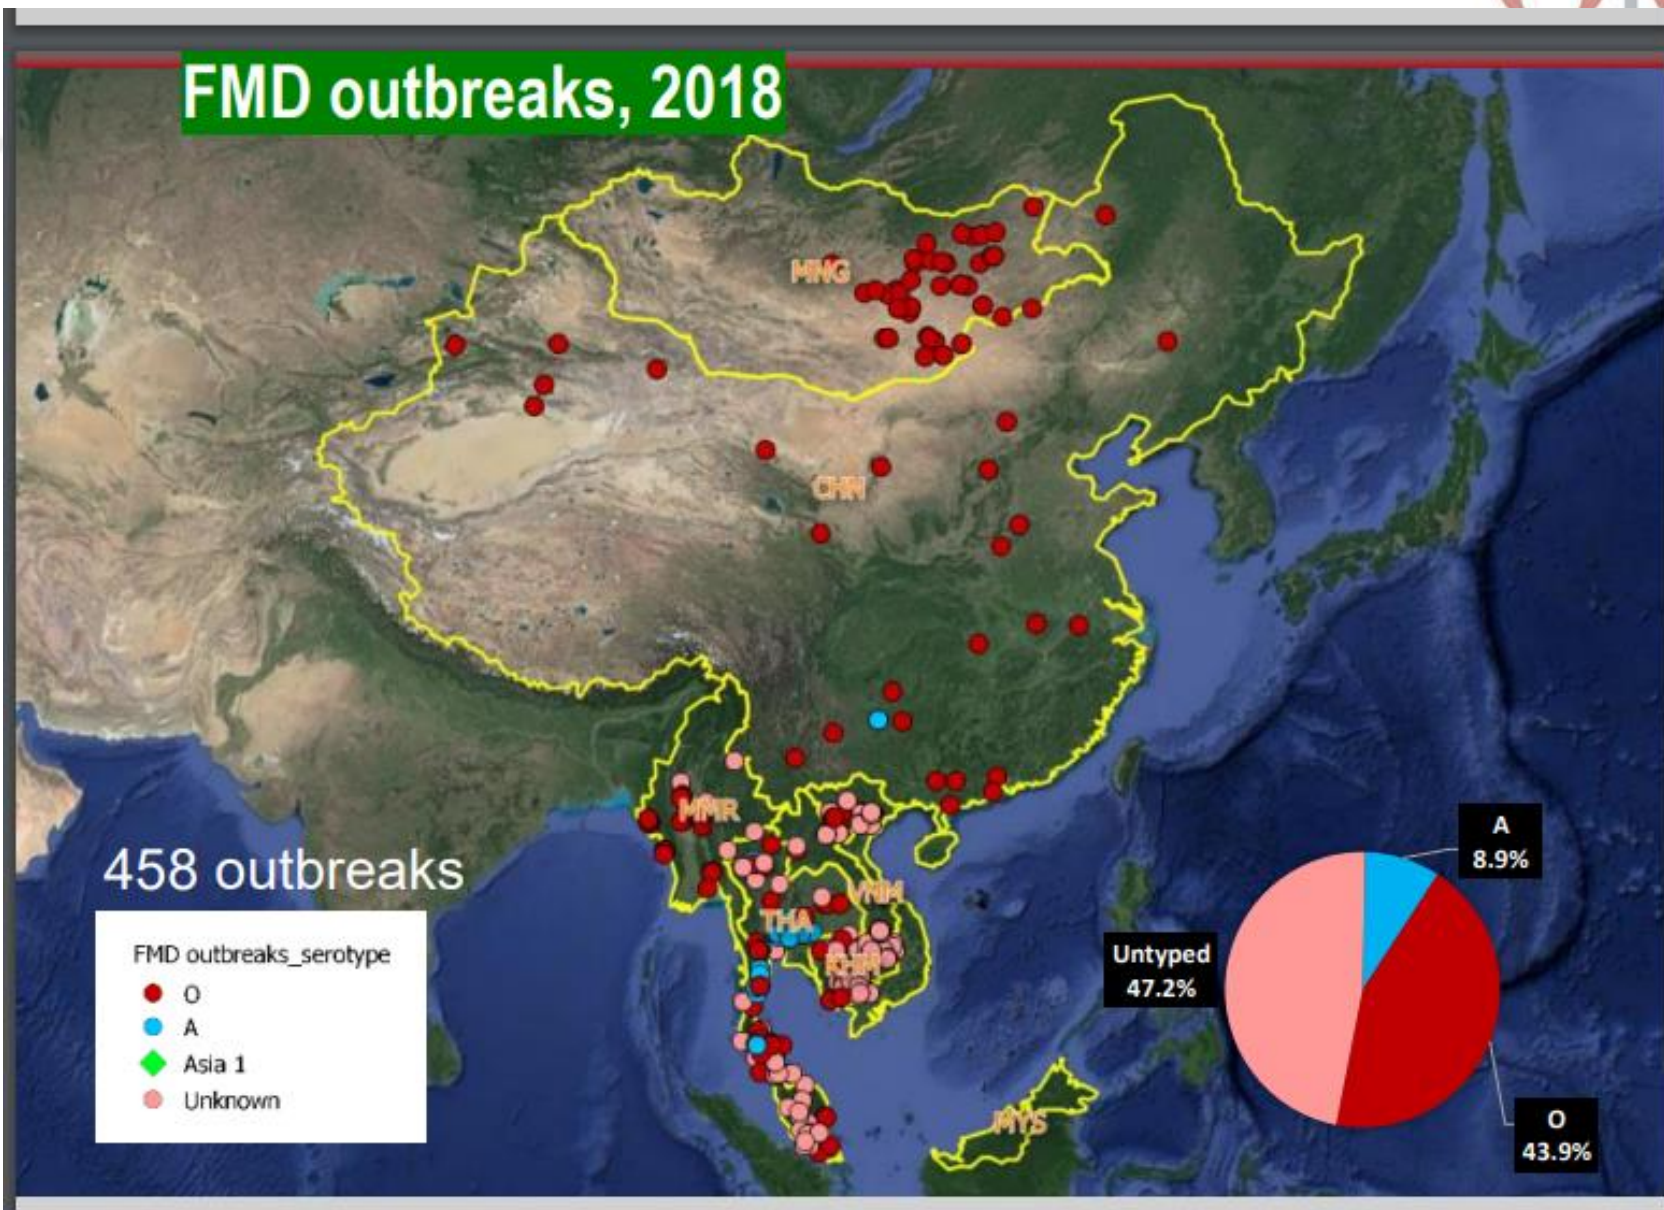 FMD outbreaks, 2018
MNG
CHN
MMR
VNM
THA
KHM
MYS
458 outbreaks
FMD outbreaks_serotype
O
A
Asia 1
Unknown
A
8.9%
Untyped
47.2%
O
43.9%